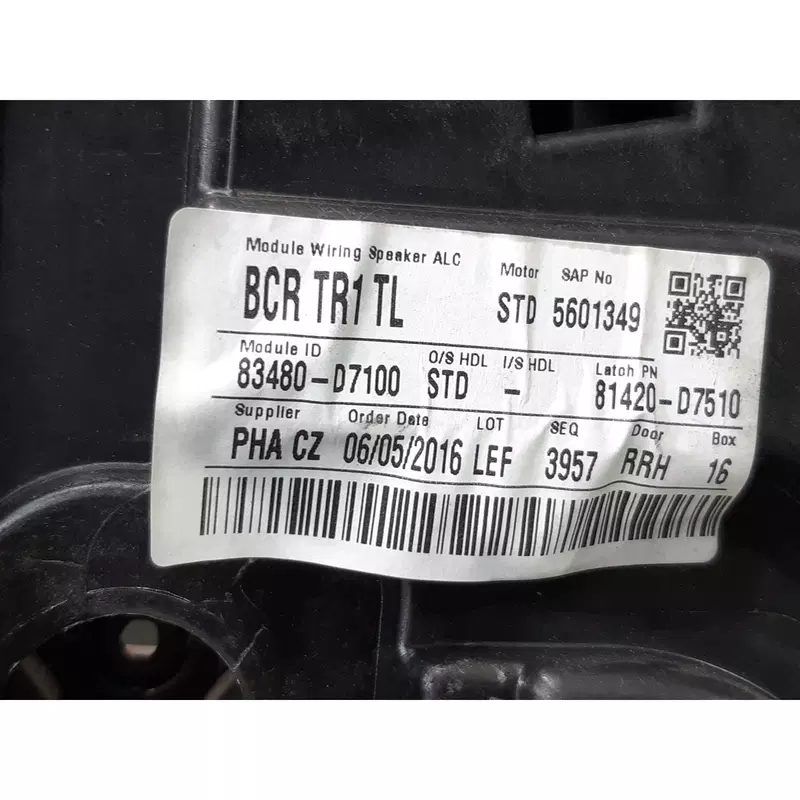 Module Wiring Speaker ALC Motor SAP No
BCR TR1 TL STD 5601349
Module ID O/S HDL I/S HDL Latch PN
83480-D7100 STD - 81420-D7510
Supplier Order Date LOT SEQ Door Box
PHA CZ 06/05/2016 LEF 3957 RRH 16